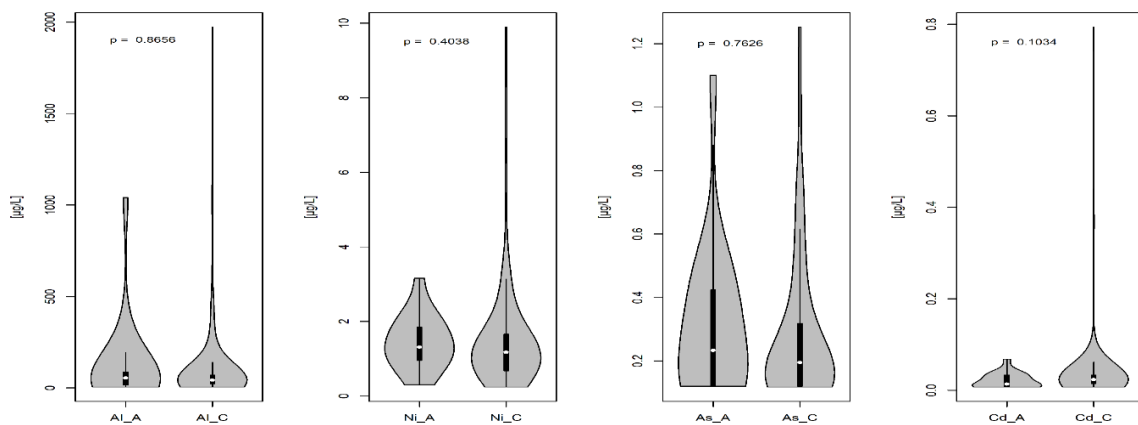 p = 0.8656
[µg/L]
2000
1500
1000
500
0
Al_A Al_C
p = 0.4038
[µg/L]
10
8
6
4
2
0
Ni_A Ni_C
p = 0.7626
[µg/L]
1.2
1.0
0.8
0.6
0.4
0.2
As_A As_C
p = 0.1034
[µg/L]
0.8
0.6
0.4
0.2
0.0
Cd_A Cd_C